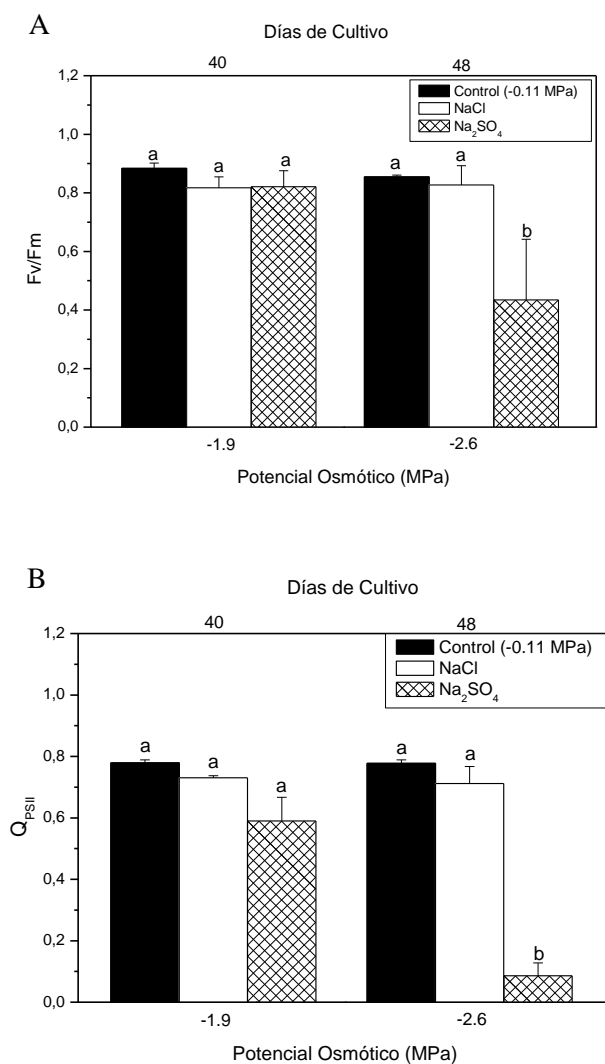 A
Días de Cultivo
40 48
1,2
1,0
0,8
0,6
0,4
0,2
0,0
Fv/Fm
Control (-0.11 MPa)
NaCl
Na₂SO₄
a a a a a b
-1.9 -2.6
Potencial Osmótico (MPa)
B
Días de Cultivo
40 48
1,2
1,0
0,8
0,6
0,4
0,2
0,0
Q_PSII
Control (-0.11 MPa)
NaCl
Na₂SO₄
a a a a a b
-1.9 -2.6
Potencial Osmótico (MPa)